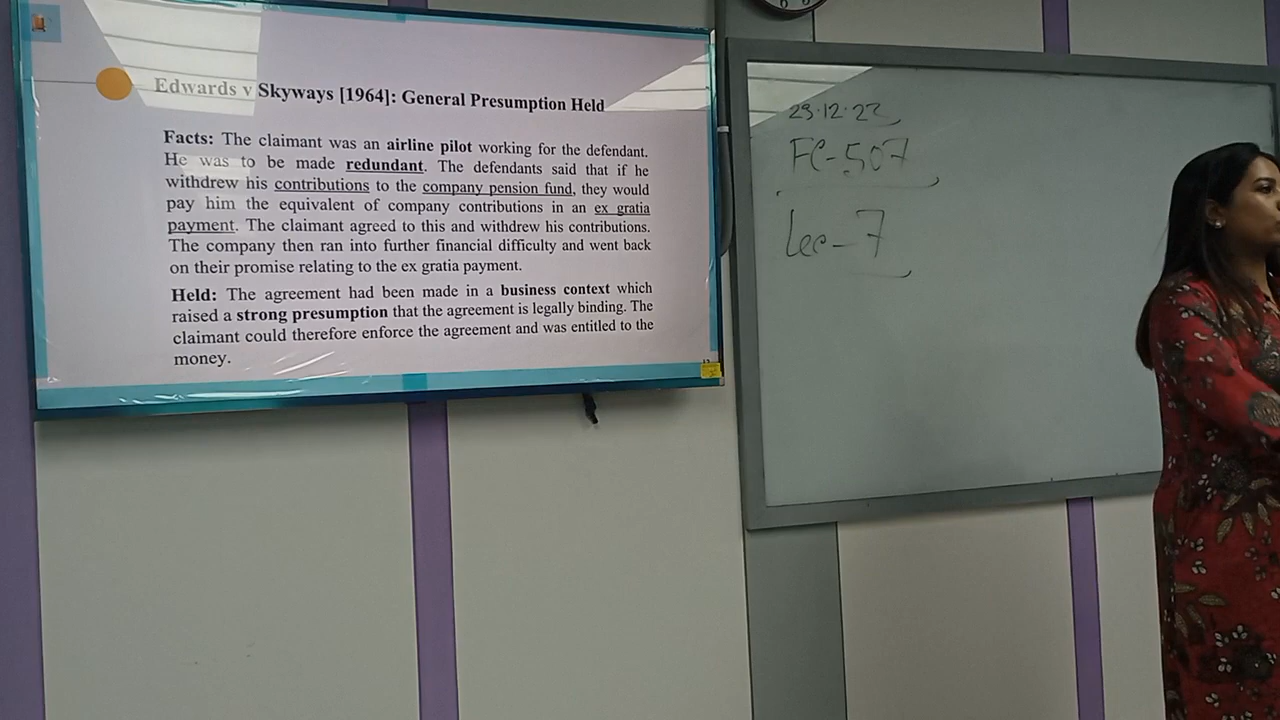 Edwards v Skyways [1964]: General Presumption Held
Facts: The claimant was an airline pilot working for the defendant.
He was to be made redundant. The defendants said that if he
withdrew his contributions to the company pension fund, they would
pay him the equivalent of company contributions in an ex gratia
payment. The claimant agreed to this and withdrew his contributions.
The company then ran into further financial difficulty and went back
on their promise relating to the ex gratia payment.
Held: The agreement had been made in a business context which
raised a strong presumption that the agreement is legally binding. The
claimant could therefore enforce the agreement and was entitled to the
money.
FC-507
Lec-7